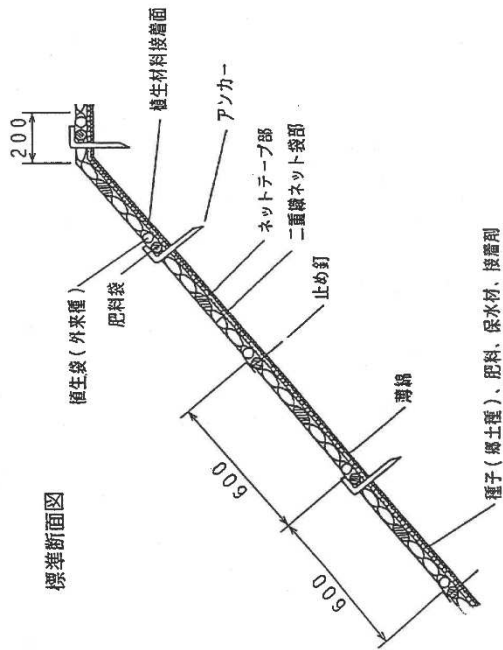 標準断面図
200
植生材料接着面
アンカー
植生袋(外来種)
肥料袋
ネットテープ部
二重織ネット袋部
止め釘
600
薄綿
600
種子(郷土種)、肥料、保水材、接着剤